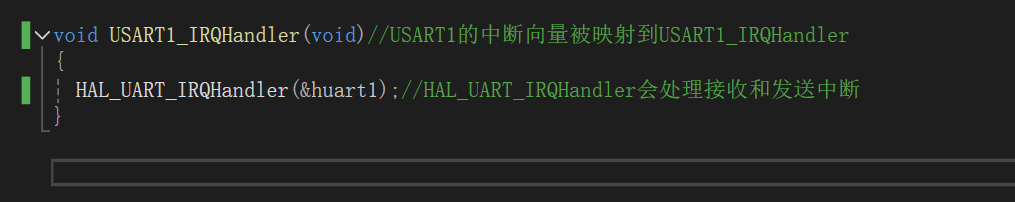 void USART1_IRQHandler(void)//USART1的中断向量被映射到USART1_IRQHandler
{
HAL_UART_IRQHandler(&huart1);//HAL_UART_IRQHandler会处理接收和发送中断
}